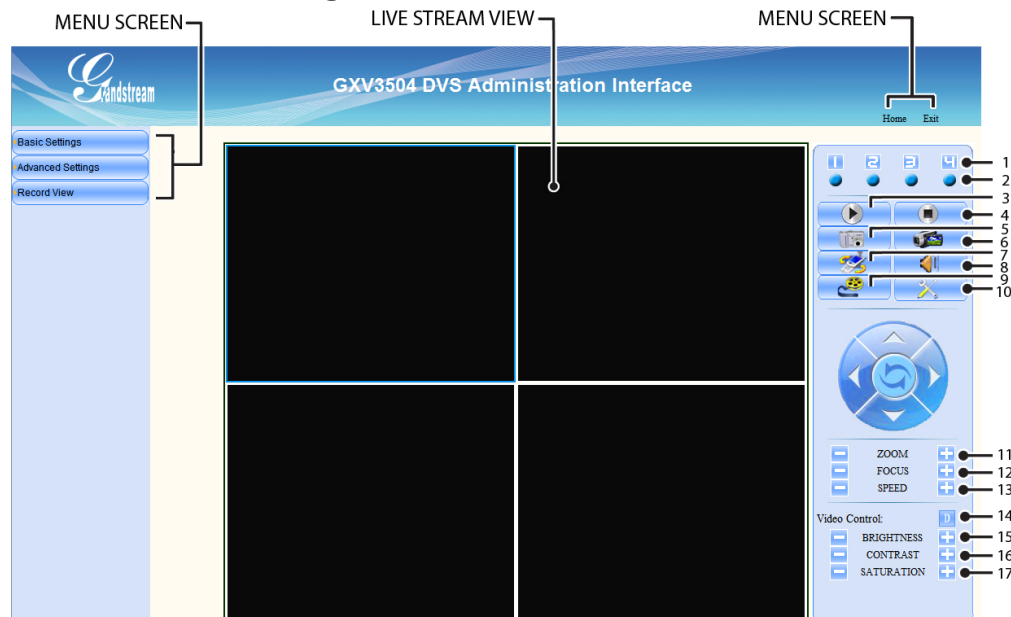 MENU SCREEN
LIVE STREAM VIEW
MENU SCREEN
Grandstream
GXV3504 DVS Administration Interface
Home Exit
Basic Settings
Advanced Settings
Record View
1 2 3 4
1
2
3
4
5
6
7
8
9
10
ZOOM 11
FOCUS 12
SPEED 13
Video Control: D 14
BRIGHTNESS 15
CONTRAST 16
SATURATION 17